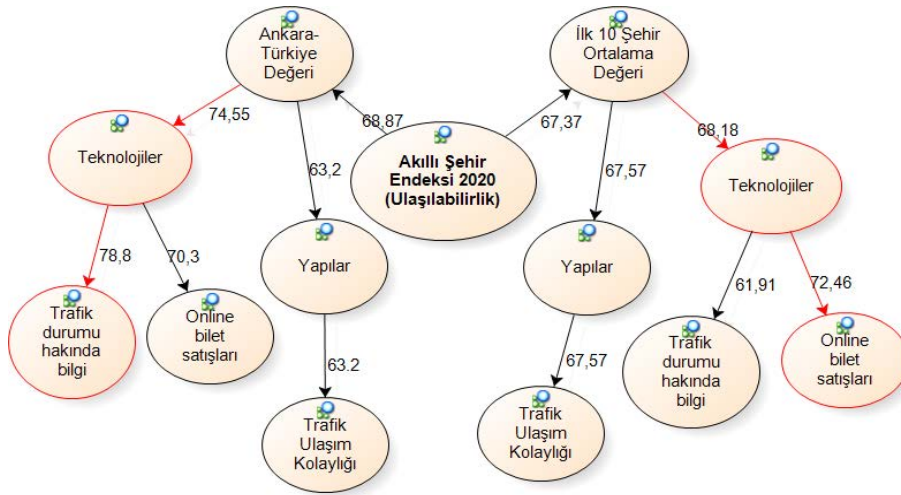 Ankara-
Türkiye
Değeri
İlk 10 Şehir
Ortalama
Değeri
74,55
68,87
67,37
68,18
Teknolojiler
63,2
Akıllı Şehir
Endeksi 2020
(Ulaşılabilirlik)
67,57
Teknolojiler
78,8
70,3
Yapılar
Yapılar
61,91
72,46
Trafik
durumu
hakında
bilgi
Online
bilet
satışları
63.2
67,57
Trafik
durumu
hakında
bilgi
Online
bilet
satışları
Trafik
Ulaşım
Kolaylığı
Trafik
Ulaşım
Kolaylığı